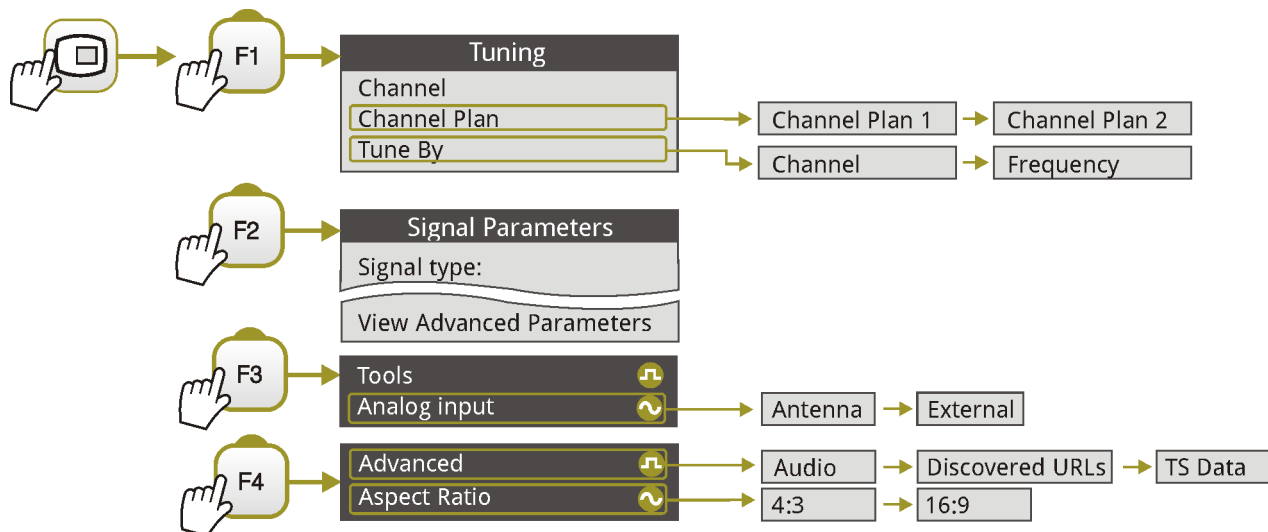 F1
Tuning
Channel
Channel Plan
Channel Plan 1
Channel Plan 2
Tune By
Channel
Frequency
F2
Signal Parameters
Signal type:
View Advanced Parameters
F3
Tools
Analog input
Antenna
External
F4
Advanced
Audio
Discovered URLs
TS Data
Aspect Ratio
4:3
16:9